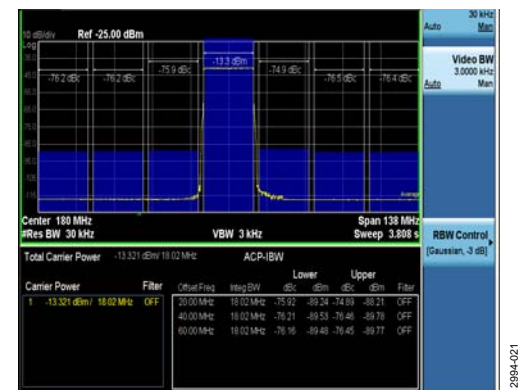 30 kHz
Auto Man
10 dB/div Ref -25.00 dBm
Log
-13.3 dBm
-76.2 dBc -76.2 dBc -75.9 dBc -74.9 dBc -76.5 dBc -76.4 dBc
Video BW
3.0000 kHz
Auto Man
Average
Center 180 MHz Span 138 MHz
#Res BW 30 kHz VBW 3 kHz Sweep 3.808 s
RBW Control
[Gaussian, -3 dB]
Total Carrier Power -13.321 dBm/ 18.02 MHz ACP-IBW
Lower Upper
Carrier Power Filter Offset Freq Integ BW dBc dBm dBc dBm Filter
1 -13.321 dBm / 18.02 MHz OFF 20.00 MHz 18.02 MHz -75.92 -89.24 -74.89 -88.21 OFF
40.00 MHz 18.02 MHz -76.21 -89.53 -76.46 -89.78 OFF
60.00 MHz 18.02 MHz -76.16 -89.48 -76.45 -89.77 OFF
2994-021